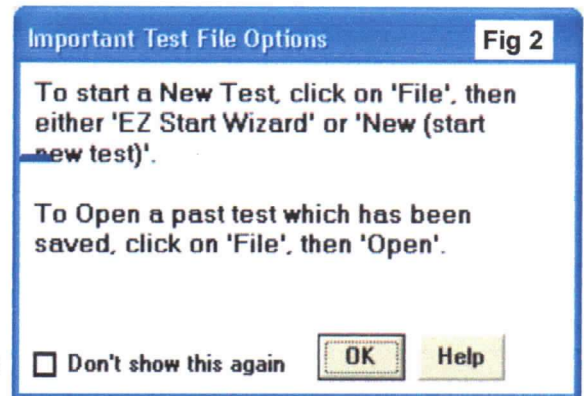 Important Test File Options
Fig 2
To start a New Test, click on 'File', then
either 'EZ Start Wizard' or 'New (start
new test)'.
To Open a past test which has been
saved, click on 'File', then 'Open'.
Don't show this again
OK
Help